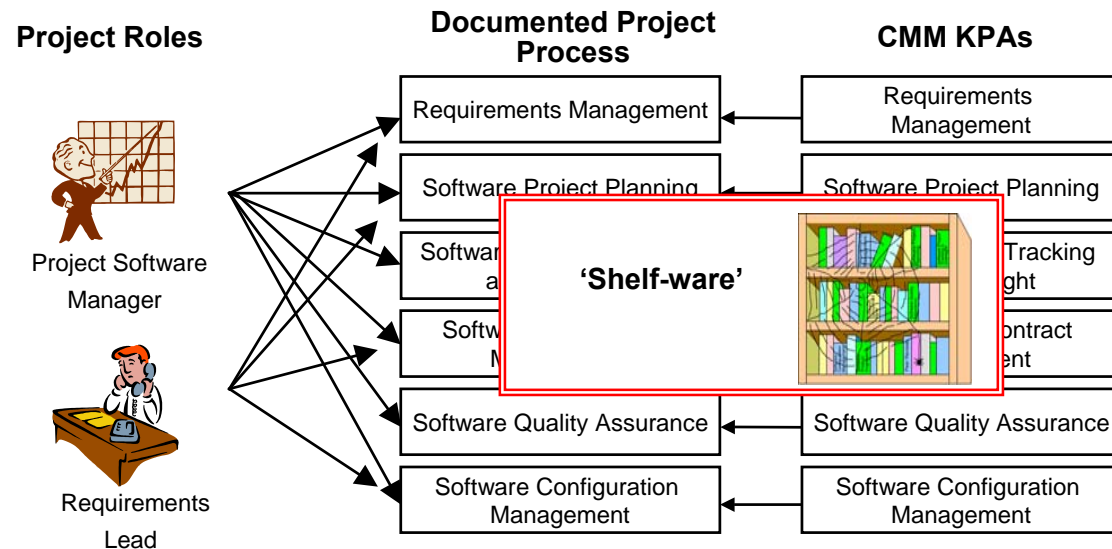 Project Roles
Documented Project
Process
CMM KPAs
Requirements Management
Requirements
Management
Software Project Planning
Software Project Planning
Project Software
Manager
Software
a
Tracking
ght
‘Shelf-ware’
Softw
M
ontract
ent
Software Quality Assurance
Software Quality Assurance
Requirements
Lead
Software Configuration
Management
Software Configuration
Management